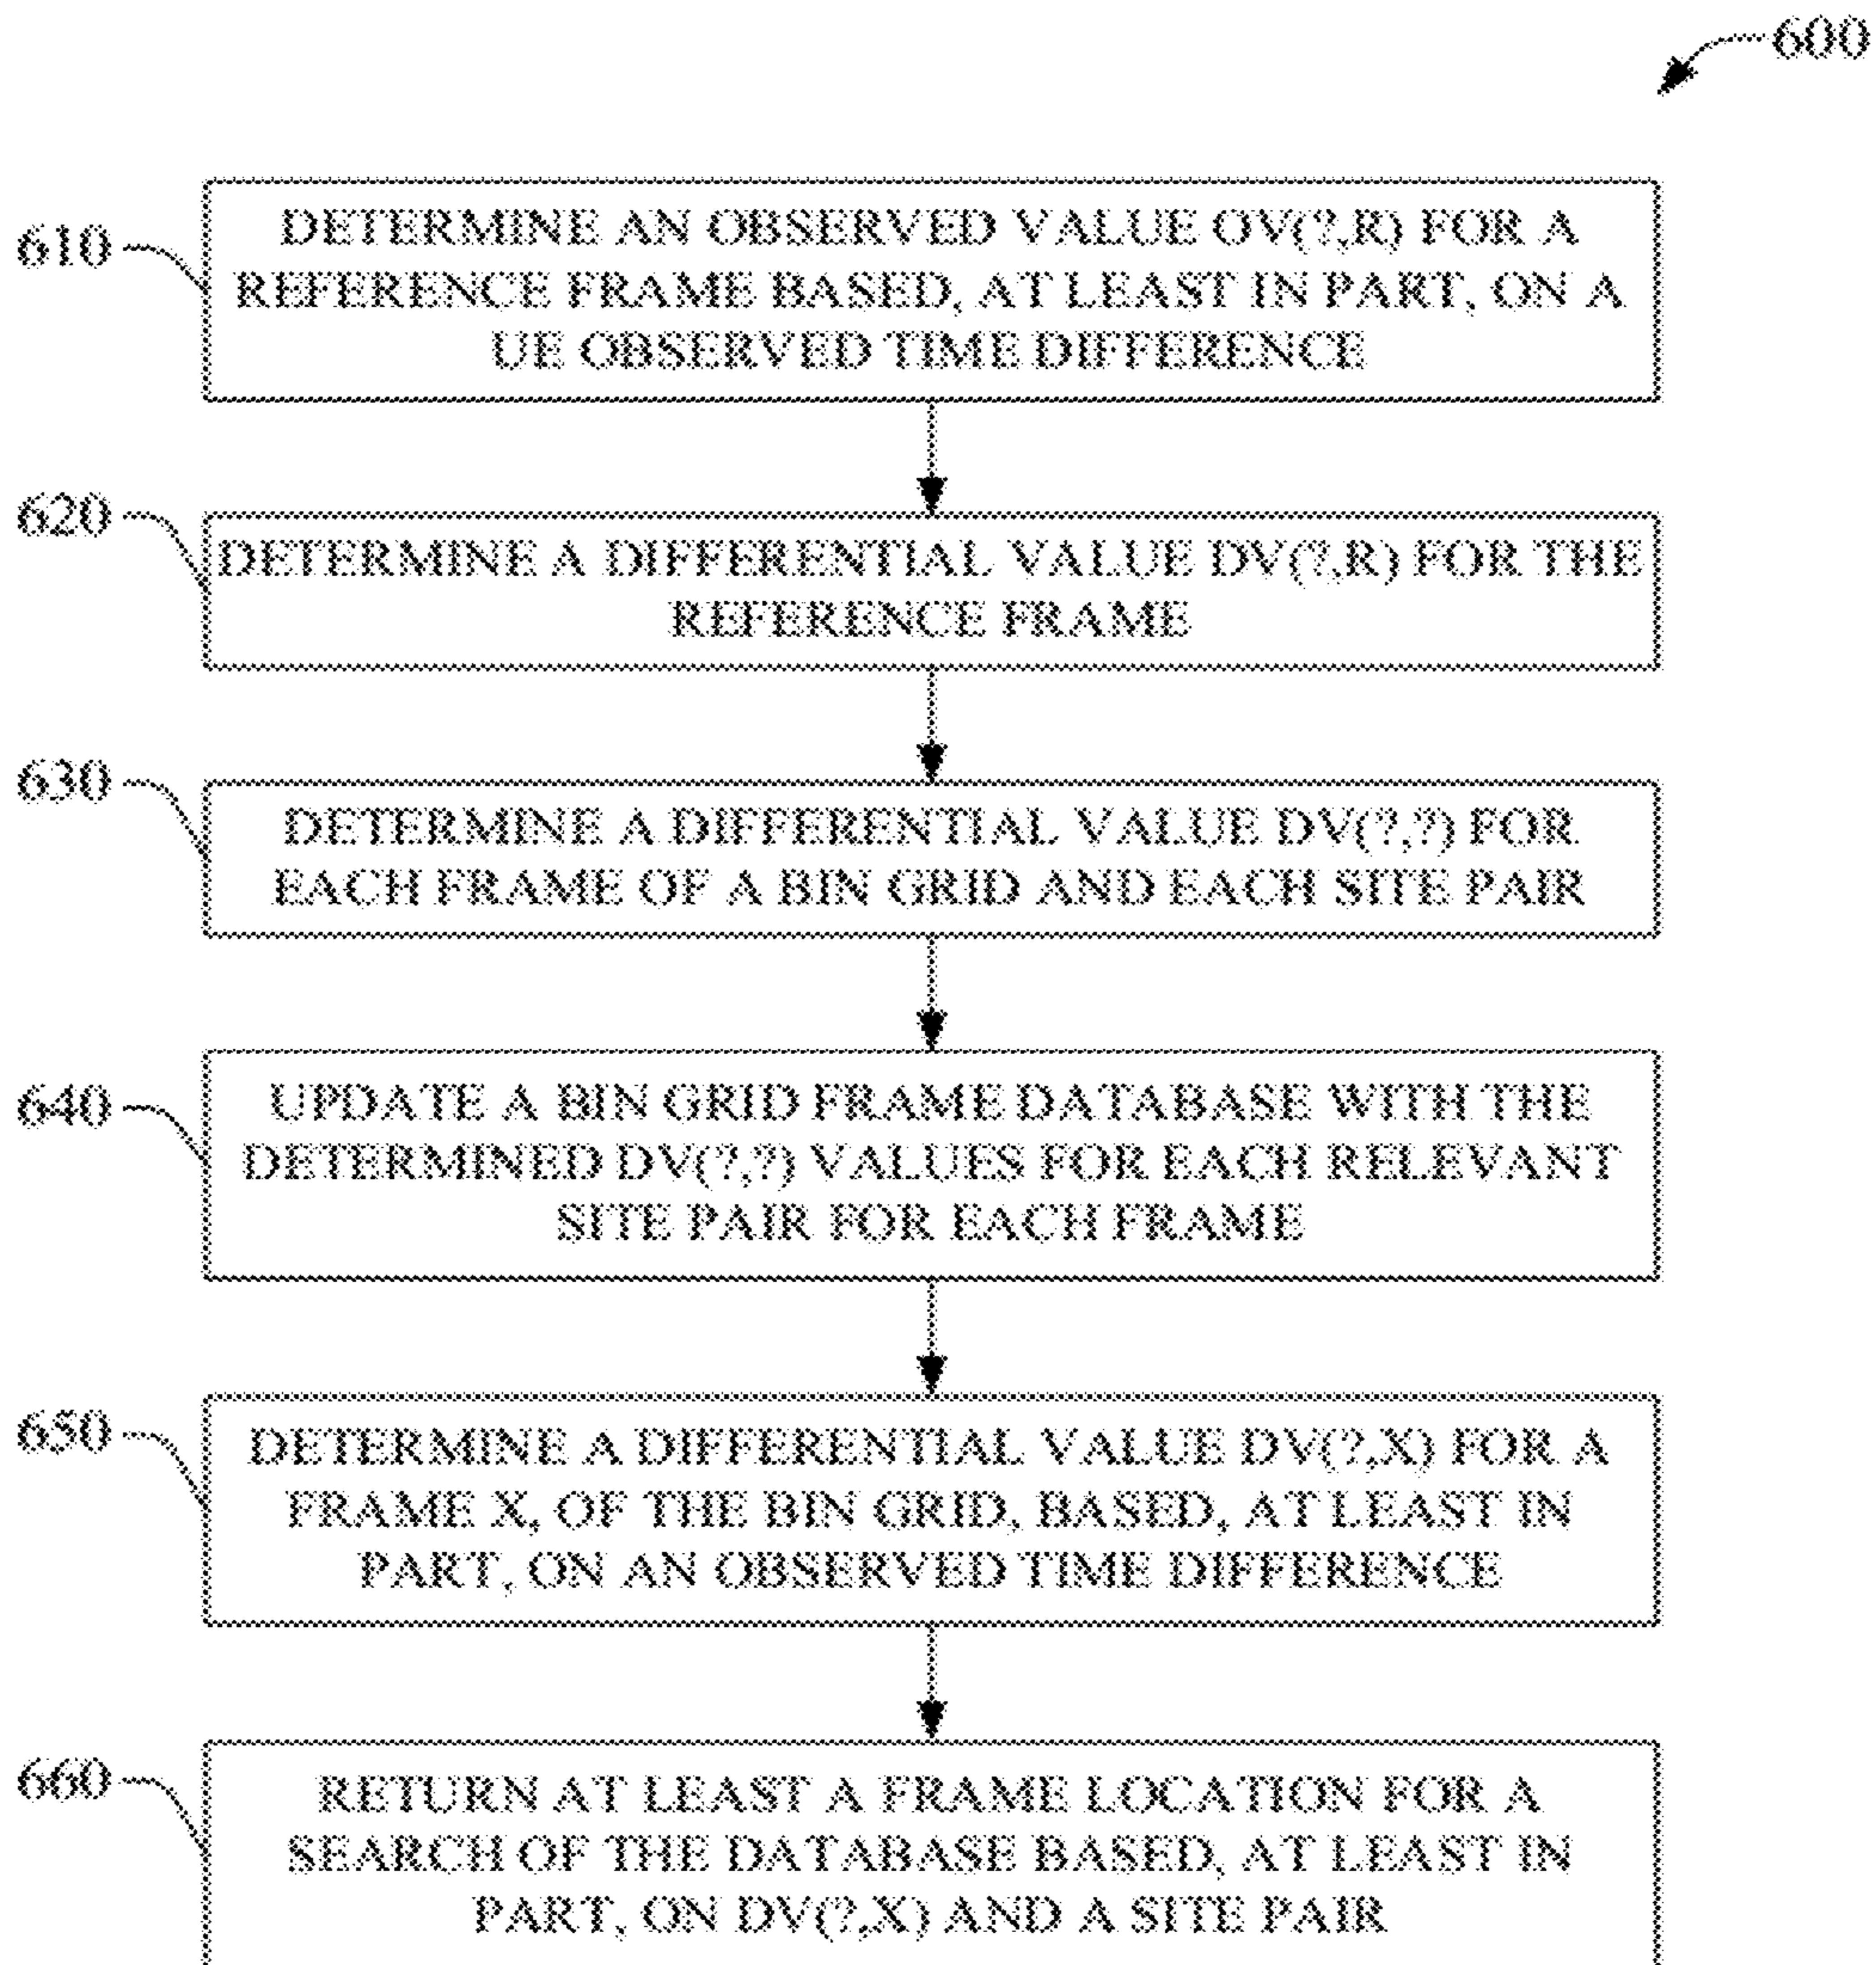 600
610
DETERMINE AN OBSERVED VALUE OV(?,R) FOR A
REFERENCE FRAME BASED, AT LEAST IN PART, ON A
UE OBSERVED TIME DIFFERENCE
620
DETERMINE A DIFFERENTIAL VALUE DV(?,R) FOR THE
REFERENCE FRAME
630
DETERMINE A DIFFERENTIAL VALUE DV(?,?) FOR
EACH FRAME OF A BIN GRID AND EACH SITE PAIR
640
UPDATE A BIN GRID FRAME DATABASE WITH THE
DETERMINED DV(?,?) VALUES FOR EACH RELEVANT
SITE PAIR FOR EACH FRAME
650
DETERMINE A DIFFERENTIAL VALUE DV(?,X) FOR A
FRAME X, OF THE BIN GRID, BASED, AT LEAST IN
PART, ON AN OBSERVED TIME DIFFERENCE
660
RETURN AT LEAST A FRAME LOCATION FOR A
SEARCH OF THE DATABASE BASED, AT LEAST IN
PART, ON DV(?,X) AND A SITE PAIR